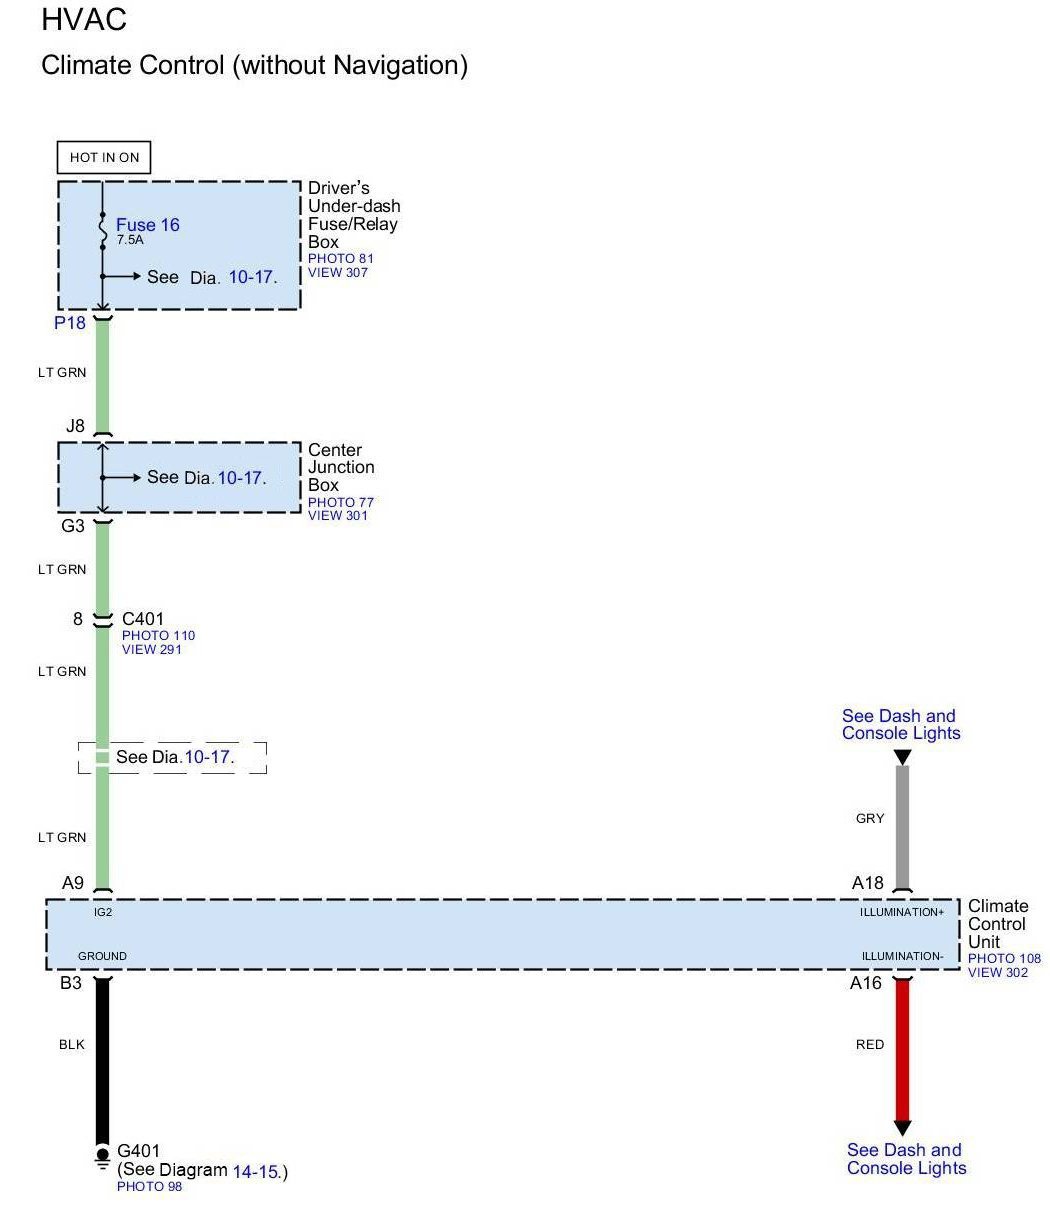 HVAC
Climate Control (without Navigation)
HOT IN ON
Driver's
Under-dash
Fuse/Relay
Box
PHOTO 81
VIEW 307
Fuse 16
7.5A
See Dia. 10-17.
P18
LT GRN
J8
Center
Junction
Box
PHOTO 77
VIEW 301
See Dia. 10-17.
G3
LT GRN
8
C401
PHOTO 110
VIEW 291
LT GRN
See Dia. 10-17.
See Dash and
Console Lights
GRY
LT GRN
A9
A18
IG2
ILLUMINATION+
Climate
Control
Unit
PHOTO 108
VIEW 302
GROUND
ILLUMINATION-
B3
A16
BLK
RED
G401
(See Diagram 14-15.)
PHOTO 98
See Dash and
Console Lights